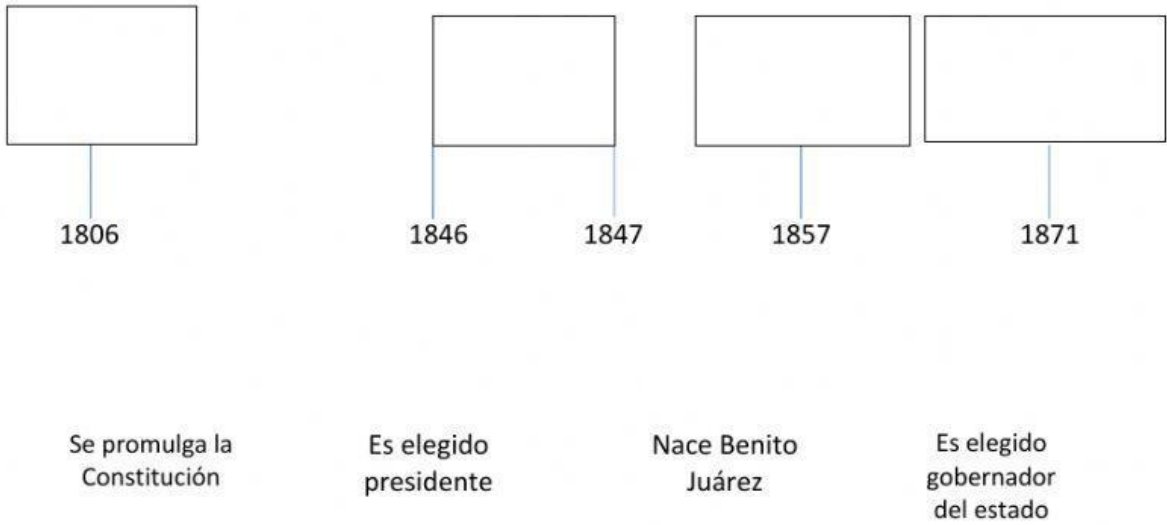 1806
1846
1847
1857
1871
Se promulga la
Constitución
Es elegido
presidente
Nace Benito
Juárez
Es elegido
gobernador
del estado